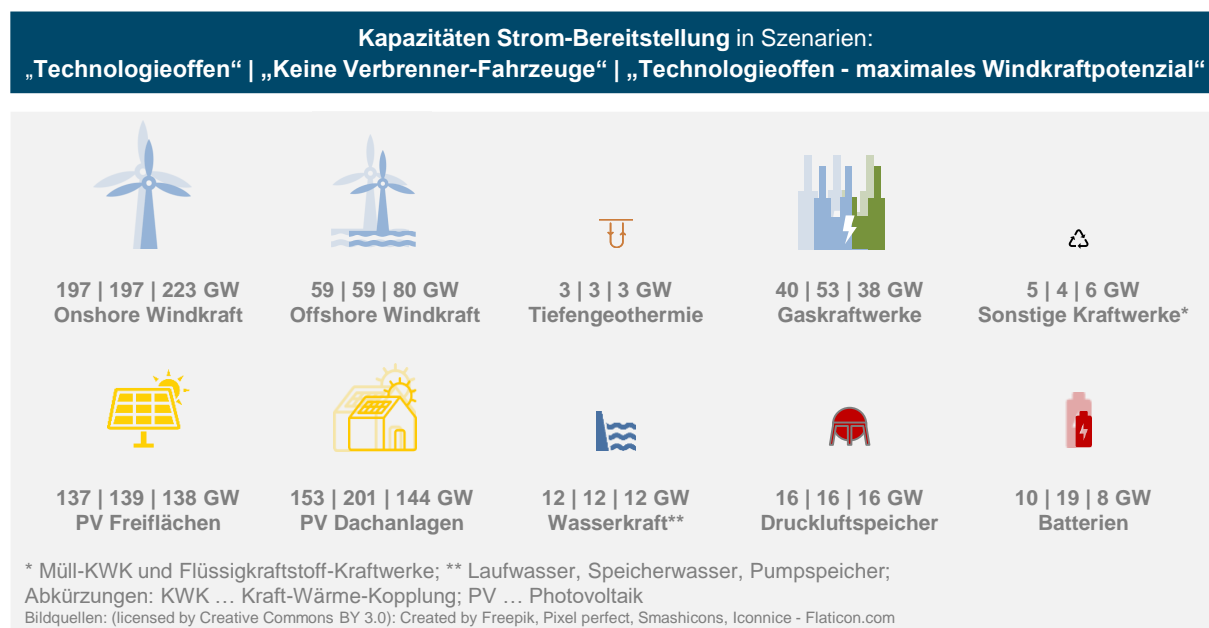 Kapazitäten Strom-Bereitstellung in Szenarien:
„Technologieoffen“ | „Keine Verbrenner-Fahrzeuge“ | „Technologieoffen - maximales Windkraftpotenzial“
197 | 197 | 223 GW
Onshore Windkraft
59 | 59 | 80 GW
Offshore Windkraft
3 | 3 | 3 GW
Tiefengeothermie
40 | 53 | 38 GW
Gaskraftwerke
5 | 4 | 6 GW
Sonstige Kraftwerke*
137 | 139 | 138 GW
PV Freiflächen
153 | 201 | 144 GW
PV Dachanlagen
12 | 12 | 12 GW
Wasserkraft**
16 | 16 | 16 GW
Druckluftspeicher
10 | 19 | 8 GW
Batterien
* Müll-KWK und Flüssigkraftstoff-Kraftwerke; ** Laufwasser, Speicherwasser, Pumpspeicher;
Abkürzungen: KWK … Kraft-Wärme-Kopplung; PV … Photovoltaik
Bildquellen: (licensed by Creative Commons BY 3.0): Created by Freepik, Pixel perfect, Smashicons, Iconnice - Flaticon.com